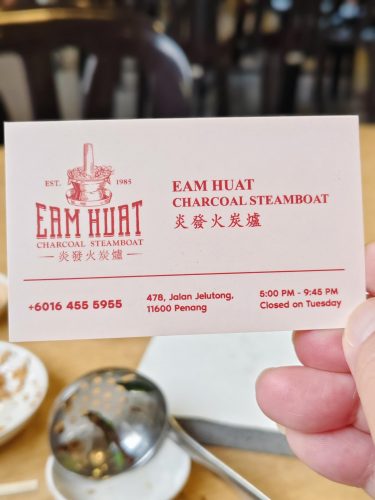 EST. 1985
EAM HUAT
CHARCOAL STEAMBOAT
炎發火炭爐
EAM HUAT
CHARCOAL STEAMBOAT
炎發火炭爐
+6016 455 5955
478, Jalan Jelutong,
11600 Penang
5:00 PM - 9:45 PM
Closed on Tuesday